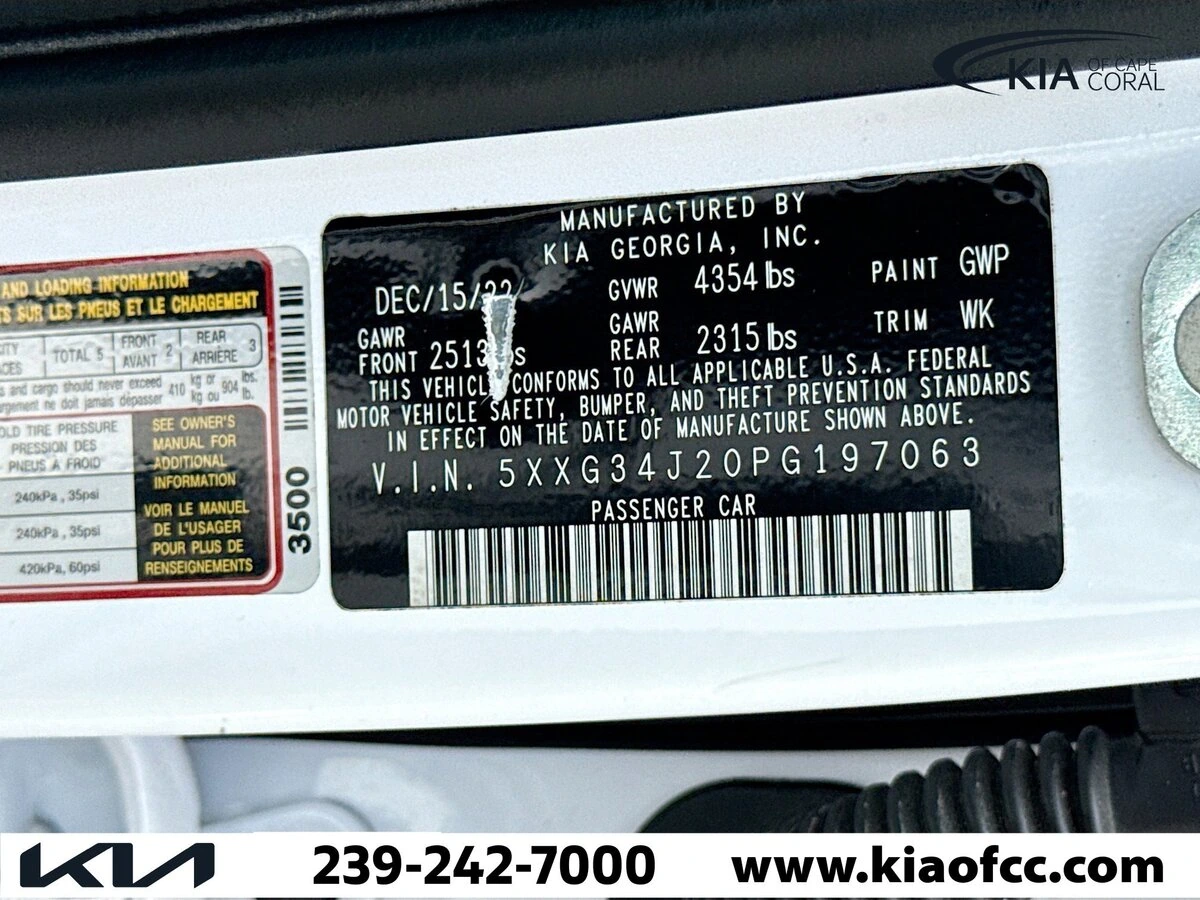 KIA OF CAPE CORAL
MANUFACTURED BY
KIA GEORGIA, INC.
DEC/15/22 GVWR 4354 lbs PAINT GWP
GAWR FRONT 2513 lbs GAWR REAR 2315 lbs TRIM WK
THIS VEHICLE CONFORMS TO ALL APPLICABLE U.S.A. FEDERAL
MOTOR VEHICLE SAFETY, BUMPER, AND THEFT PREVENTION STANDARDS
IN EFFECT ON THE DATE OF MANUFACTURE SHOWN ABOVE.
V.I.N. 5XXG34J20PG197063
PASSENGER CAR
AND LOADING INFORMATION
SUR LES PNEUS ET LE CHARGEMENT
TOTAL 5 FRONT AVANT 2 REAR ARRIÈRE 3
and cargo should never exceed 410 kg or 904 lbs.
ne doit jamais dépasser kg ou lb.
TIRE PRESSURE
PRESSION DES
PNEUS A FROID
240kPa, 35psi
240kPa, 35psi
420kPa, 60psi
SEE OWNER'S
MANUAL FOR
ADDITIONAL
INFORMATION
VOIR LE MANUEL
DE L'USAGER
POUR PLUS DE
RENSEIGNEMENTS
3500
KIA 239-242-7000 www.kiaofcc.com